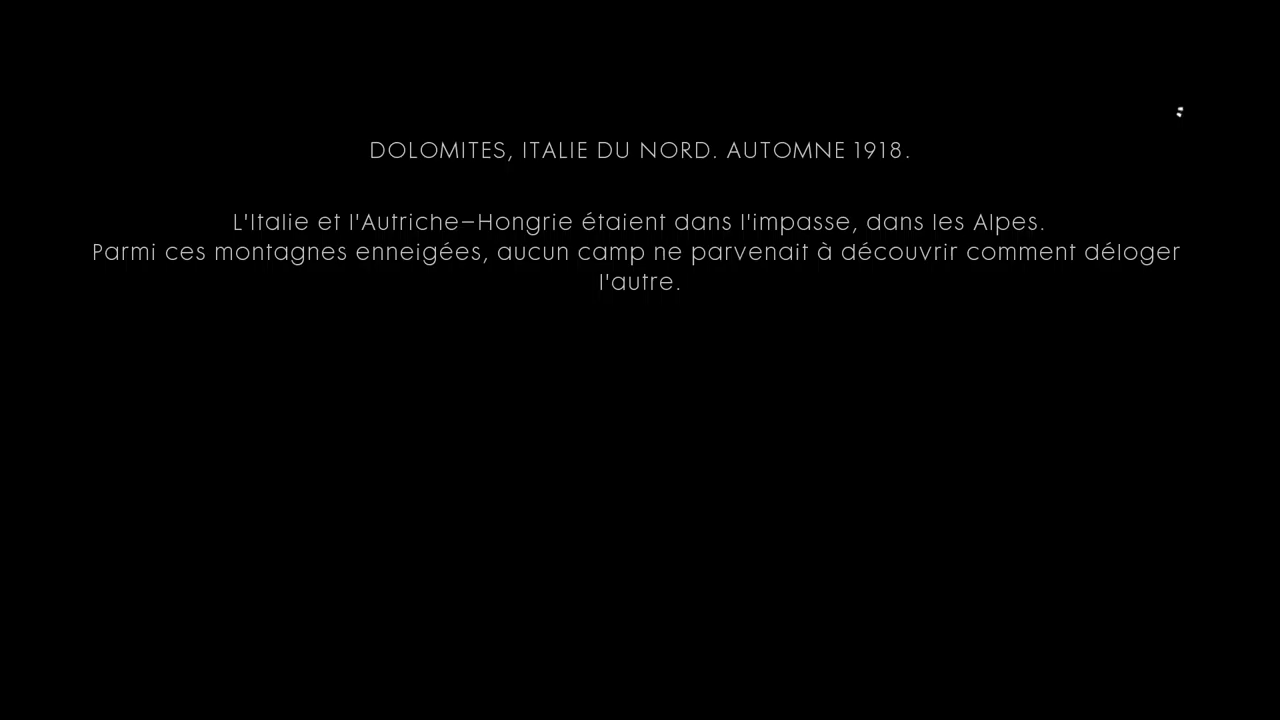 DOLOMITES, ITALIE DU NORD. AUTOMNE 1918.
L'Italie et l'Autriche-Hongrie étaient dans l'impasse, dans les Alpes.
Parmi ces montagnes enneigées, aucun camp ne parvenait à découvrir comment déloger
l'autre.